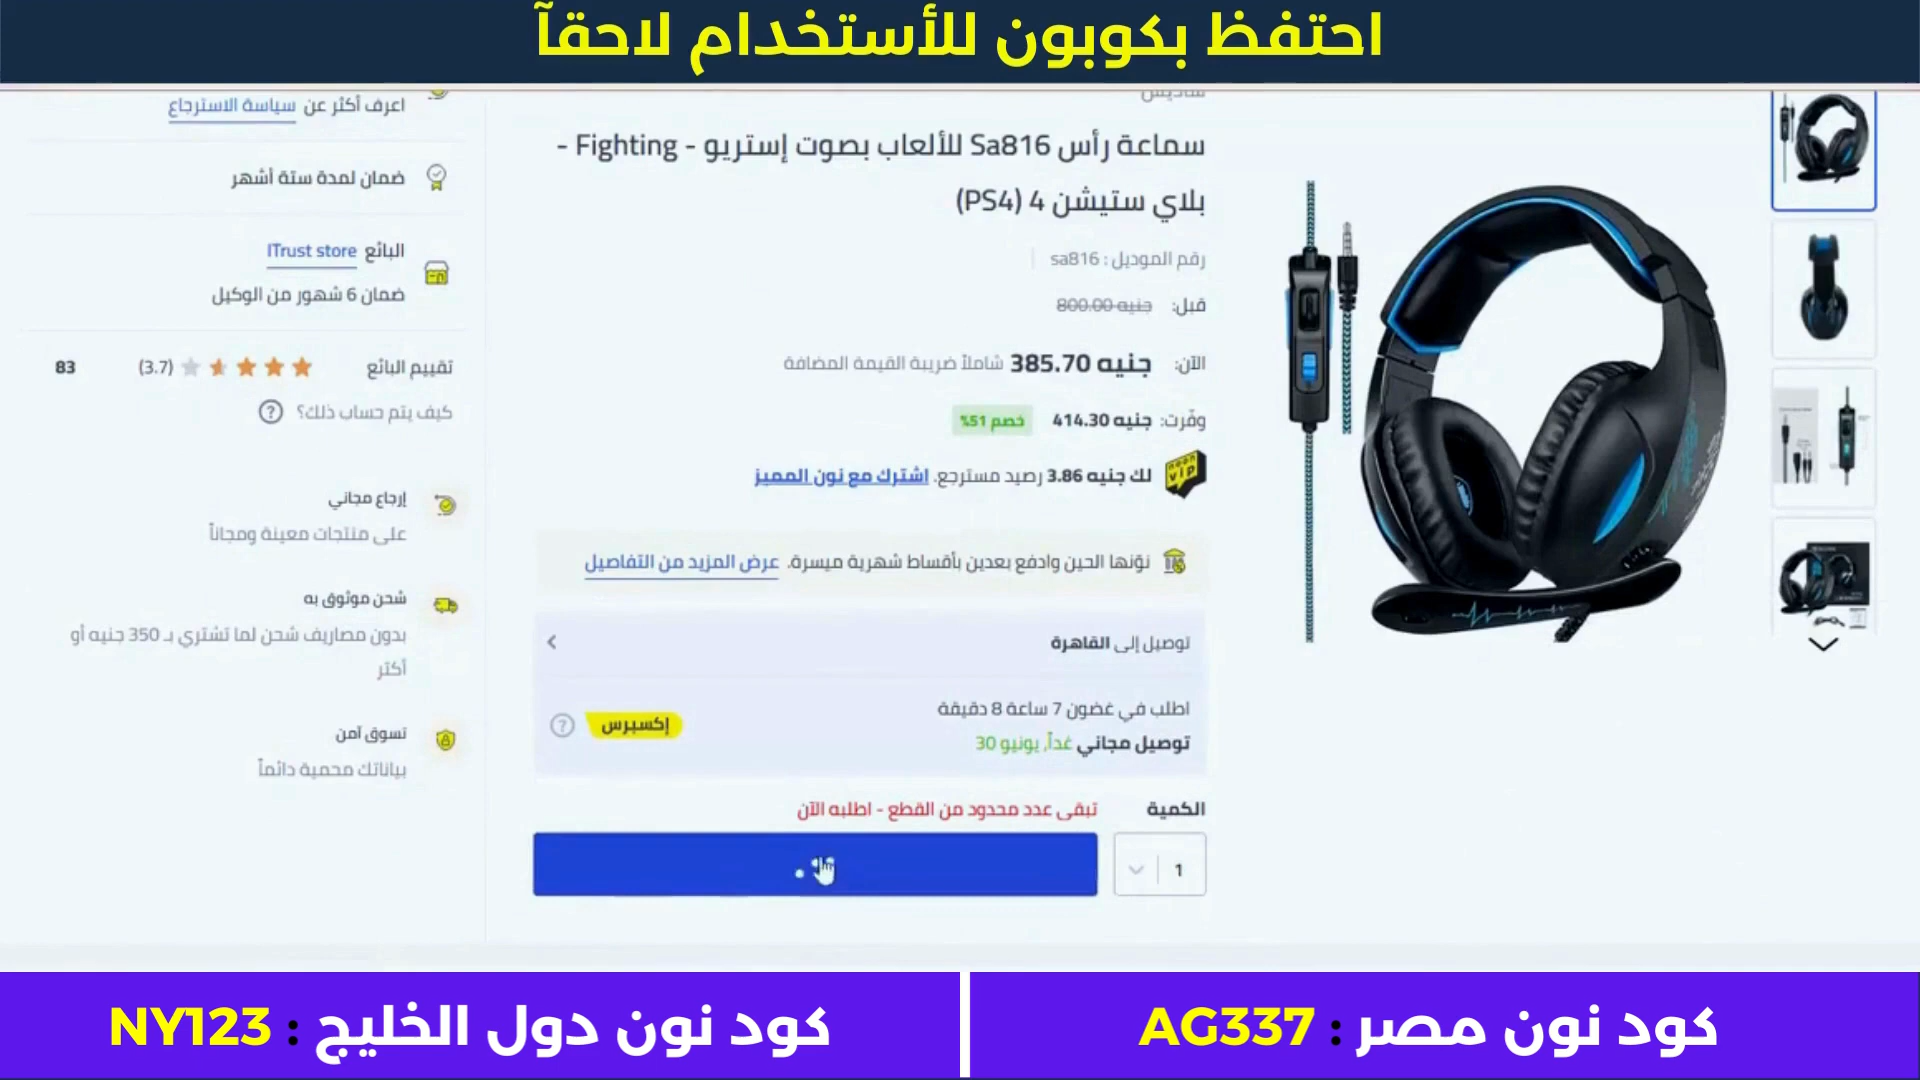 احتفظ بكوبون للأستخدام لاحقآ
ساديس
سماعة رأس Sa816 للألعاب بصوت إستريو - Fighting -
بلاي ستيشن 4 (PS4)
رقم الموديل : sa816
قبل: جنيه 800.00
الآن: جنيه 385.70 شاملاً ضريبة القيمة المضافة
وفّرت: جنيه 414.30 خصم 51%
noon vip لك جنيه 3.86 رصيد مسترجع. اشترك مع نون المميز
نوّنها الحين وادفع بعدين بأقساط شهرية ميسرة. عرض المزيد من التفاصيل
توصيل إلى القاهرة
اطلب في غضون 7 ساعة 8 دقيقة
توصيل مجاني غداً, يونيو 30
إكسبرس
الكمية تبقى عدد محدود من القطع - اطلبه الآن
1
اعرف أكثر عن سياسة الاسترجاع
ضمان لمدة ستة أشهر
البائع ITrust store
ضمان 6 شهور من الوكيل
تقييم البائع (3.7) 83
كيف يتم حساب ذلك؟
إرجاع مجاني
على منتجات معينة ومجاناً
شحن موثوق به
بدون مصاريف شحن لما تشتري بـ 350 جنيه أو
أكثر
تسوق آمن
بياناتك محمية دائماً
كود نون مصر : AG337
كود نون دول الخليج : NY123